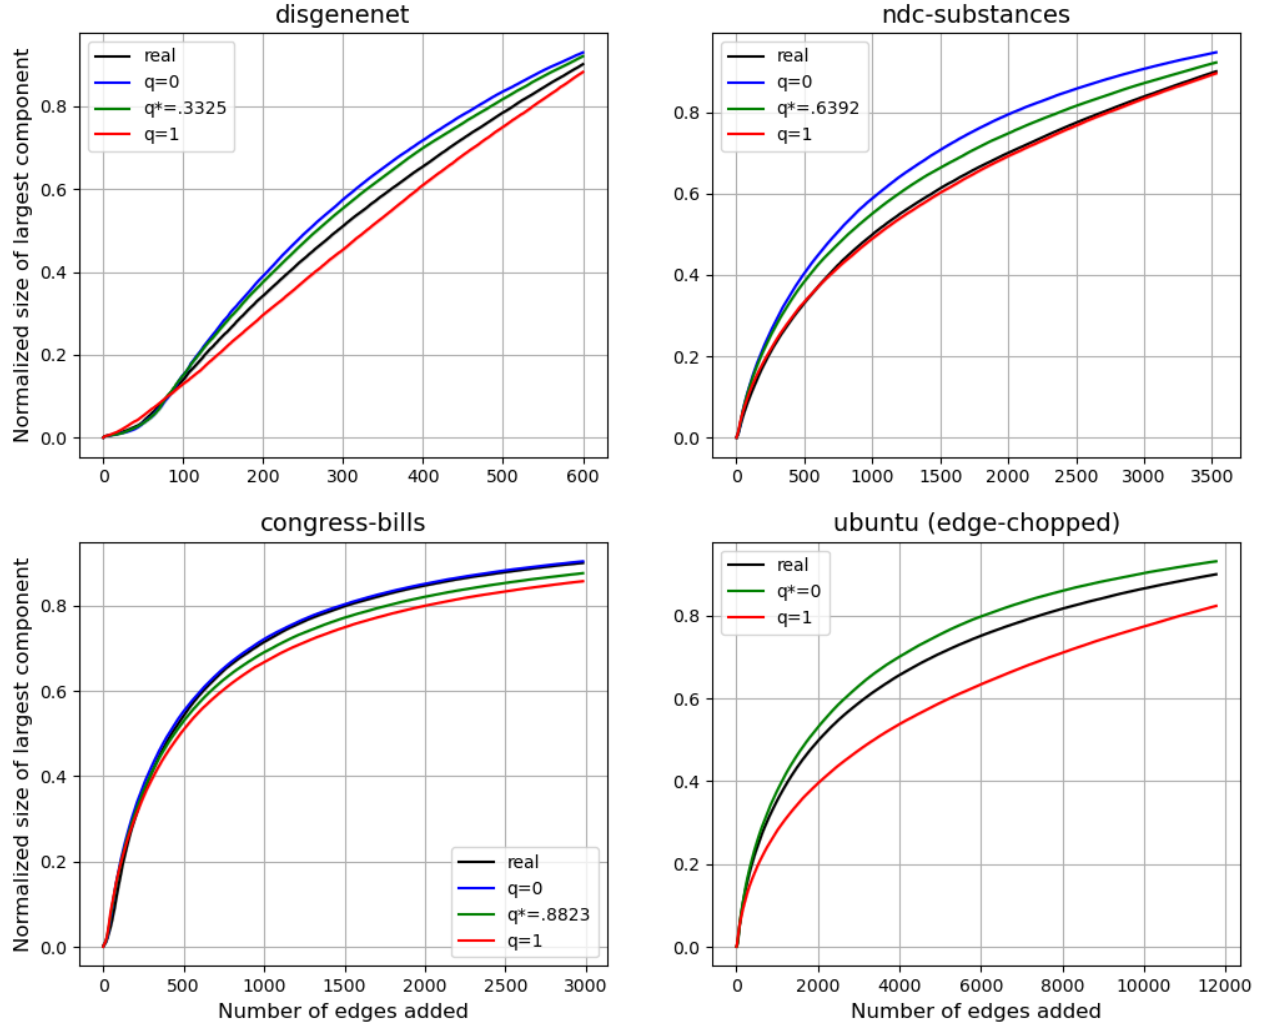 disgenenet
Normalized size of largest component
0.8
0.6
0.4
0.2
0.0
real
q=0
q*=.3325
q=1
0 100 200 300 400 500 600
ndc-substances
0.8
0.6
0.4
0.2
0.0
real
q=0
q*=.6392
q=1
0 500 1000 1500 2000 2500 3000 3500
congress-bills
Normalized size of largest component
0.8
0.6
0.4
0.2
0.0
real
q=0
q*=.8823
q=1
0 500 1000 1500 2000 2500 3000
Number of edges added
ubuntu (edge-chopped)
0.8
0.6
0.4
0.2
0.0
real
q*=0
q=1
0 2000 4000 6000 8000 10000 12000
Number of edges added